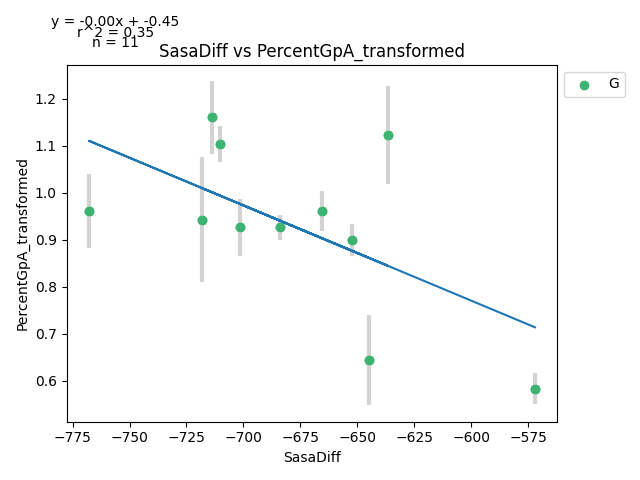 y = -0.00x + -0.45
r^2 = 0.35
n = 11
SasaDiff vs PercentGpA_transformed
G
PercentGpA_transformed
1.2
1.1
1.0
0.9
0.8
0.7
0.6
−775 −750 −725 −700 −675 −650 −625 −600 −575
SasaDiff